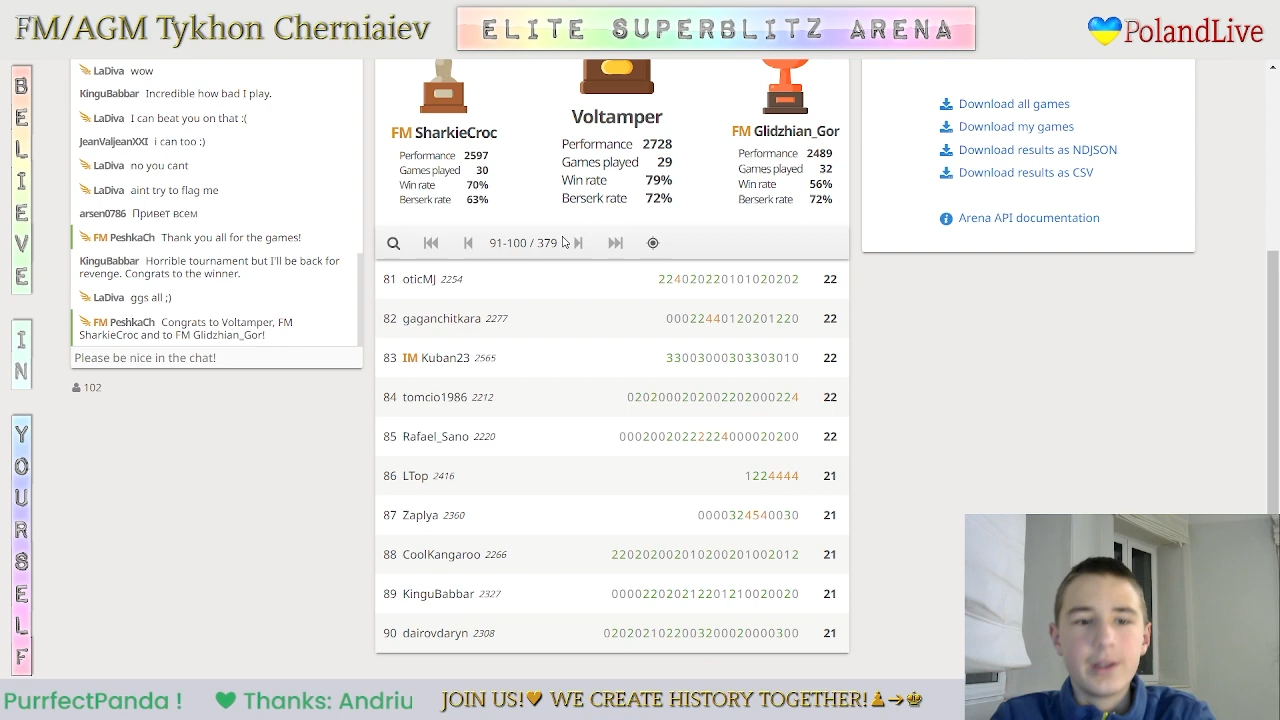 FM/AGM Tykhon Cherniaiev
ELITE SUPERBLITZ ARENA
PolandLive
BELIEVE
IN
YOURSELF
LaDiva wow
KinguBabbar Incredible how bad I play.
LaDiva I can beat you on that :(
JeanValjeanXXI i can too :)
LaDiva no you cant
LaDiva aint try to flag me
arsen0786 Привет всем
FM PeshkaCh Thank you all for the games!
KinguBabbar Horrible tournament but I'll be back for
revenge. Congrats to the winner.
LaDiva ggs all ;)
FM PeshkaCh Congrats to Voltamper, FM
SharkieCroc and to FM Glidzhian_Gor!
Please be nice in the chat!
102
FM SharkieCroc
Performance 2597
Games played 30
Win rate 70%
Berserk rate 63%
Voltamper
Performance 2728
Games played 29
Win rate 79%
Berserk rate 72%
FM Glidzhian_Gor
Performance 2489
Games played 32
Win rate 56%
Berserk rate 72%
91-100 / 379
81 oticMJ 2254 224020220101020202 22
82 gaganchitkara 2277 00022440120201220 22
83 IM Kuban23 2565 33003000303303010 22
84 tomcio1986 2212 0202000202002202000224 22
85 Rafael_Sano 2220 00020020222224000020200 22
86 LTop 2416 1224444 21
87 Zaplya 2360 0000324540030 21
88 CoolKangaroo 2266 220202002010200201002012 21
89 KinguBabbar 2327 000022020212201210020020 21
90 dairovdaryn 2308 0202021022003200020000300 21
Download all games
Download my games
Download results as NDJSON
Download results as CSV
Arena API documentation
PurrfectPanda !
Thanks: Andriu
JOIN US! WE CREATE HISTORY TOGETHER!